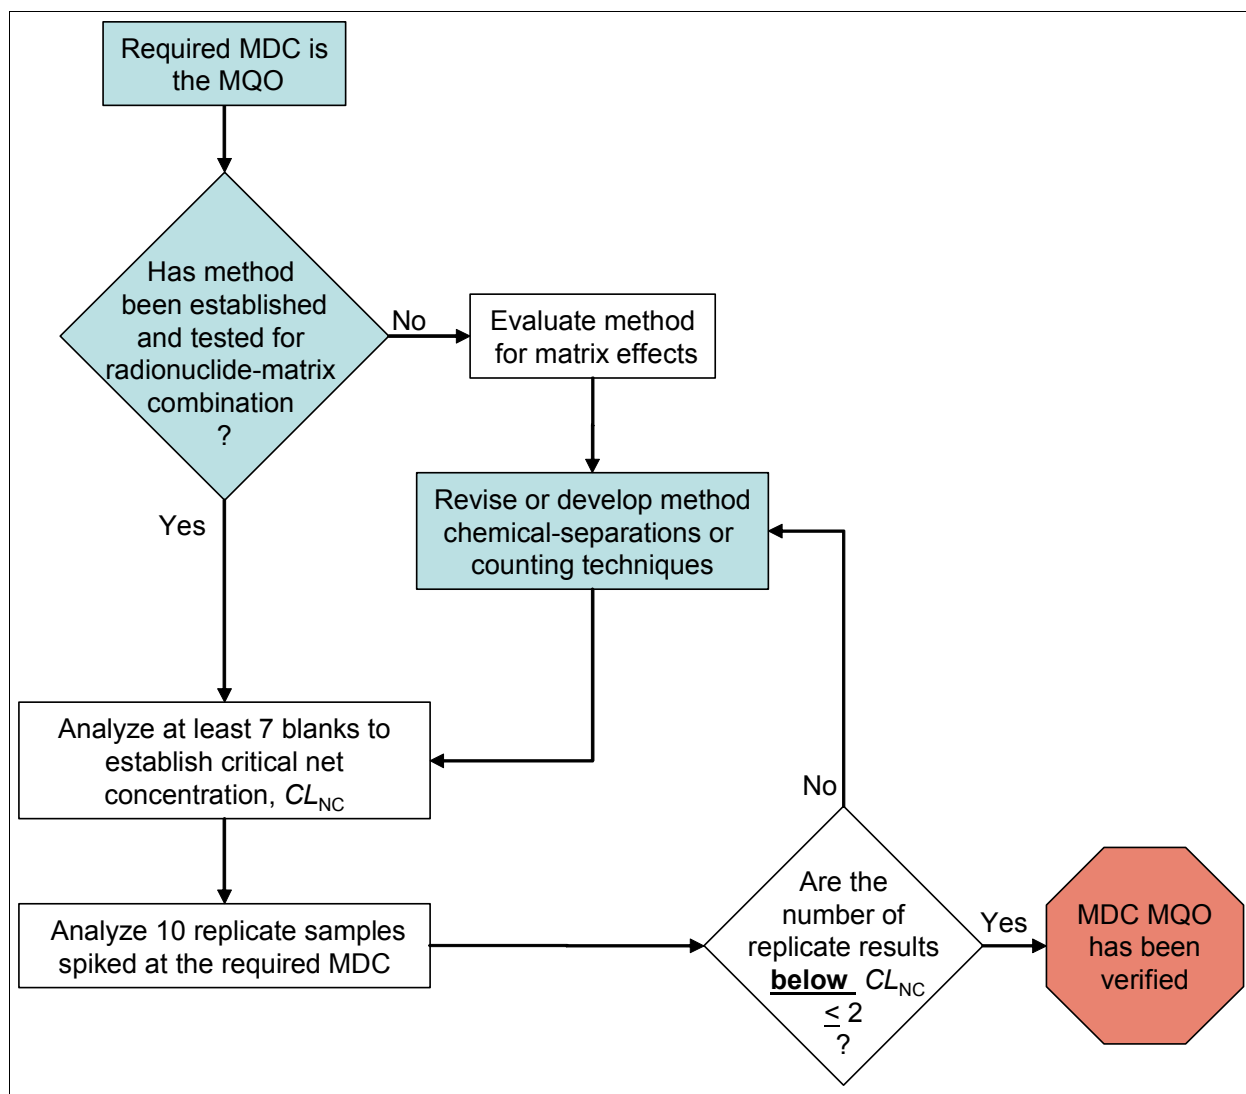 Required MDC is
the MQO
Has method
been established
and tested for
radionuclide-matrix
combination
?
No
Evaluate method
for matrix effects
Revise or develop method
chemical-separations or
counting techniques
Yes
Analyze at least 7 blanks to
establish critical net
concentration, CL_NC
Analyze 10 replicate samples
spiked at the required MDC
No
Are the
number of
replicate results
below CL_NC
≤ 2
?
Yes
MDC MQO
has been
verified